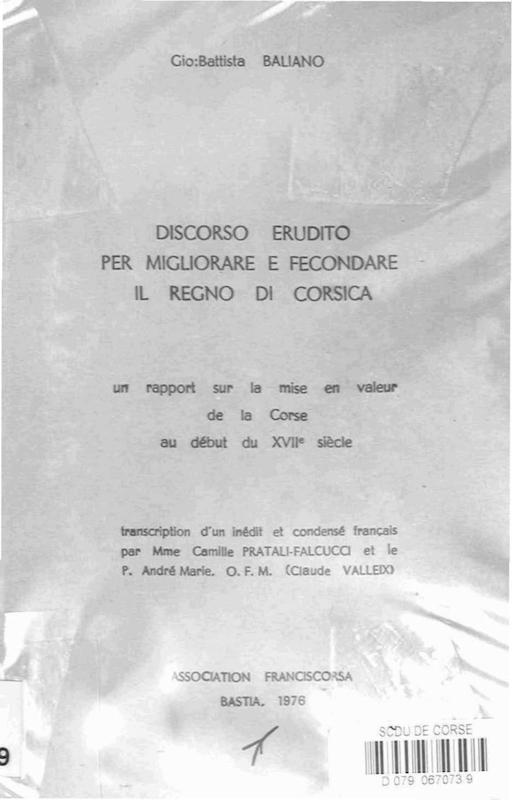 Gio:Battista BALIANO
DISCORSO ERUDITO
PER MIGLIORARE E FECONDARE
IL REGNO DI CORSICA
un rapport sur la mise en valeur
de la Corse
au début du XVIIe siècle
transcription d'un inédit et condensé français
par Mme Camille PRATALI-FALCUCCI et le
P. André Marie. O. F. M. (Claude VALLEIX)
ASSOCIATION FRANCISCORSA
BASTIA. 1976
9
SCDU DE CORSE
D 079 067073 9